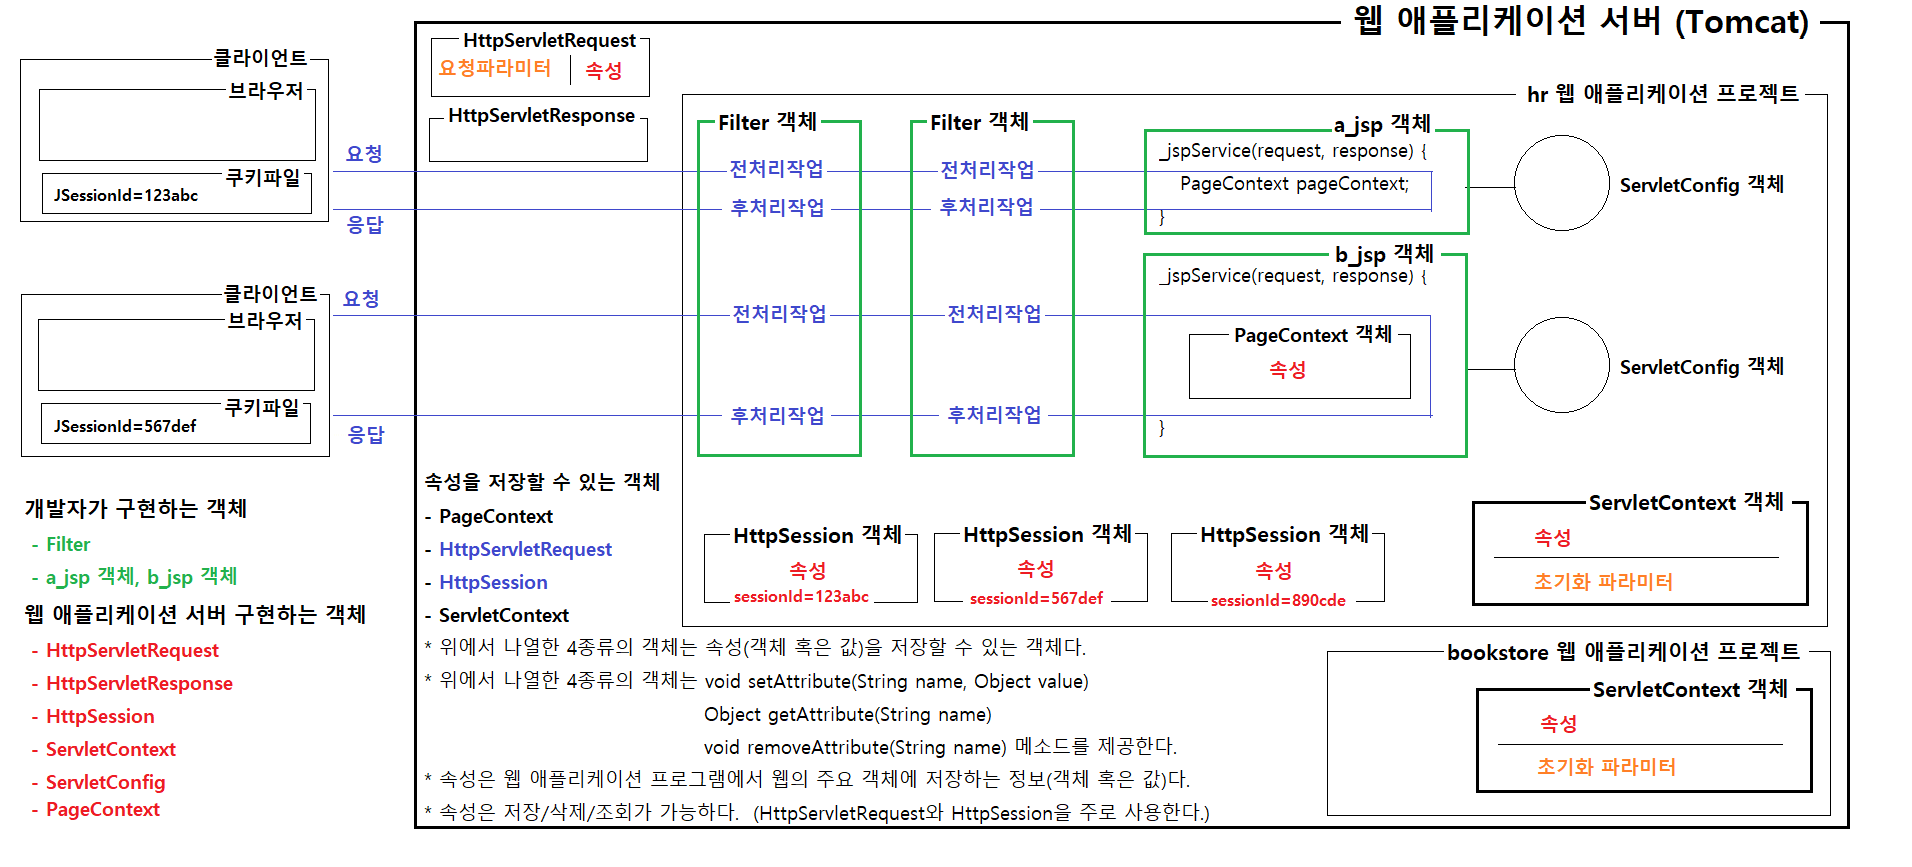 웹 애플리케이션 서버 (Tomcat)
클라이언트
브라우저
쿠키파일
JSessionId=123abc
요청
응답
클라이언트
브라우저
쿠키파일
JSessionId=567def
요청
응답
HttpServletRequest
요청파라미터
속성
HttpServletResponse
hr 웹 애플리케이션 프로젝트
Filter 객체
전처리작업
후처리작업
전처리작업
후처리작업
Filter 객체
전처리작업
후처리작업
전처리작업
후처리작업
a_jsp 객체
_jspService(request, response) {
PageContext pageContext;
}
ServletConfig 객체
b_jsp 객체
_jspService(request, response) {
PageContext 객체
속성
}
ServletConfig 객체
HttpSession 객체
속성
sessionId=123abc
HttpSession 객체
속성
sessionId=567def
HttpSession 객체
속성
sessionId=890cde
ServletContext 객체
속성
초기화 파라미터
bookstore 웹 애플리케이션 프로젝트
ServletContext 객체
속성
초기화 파라미터
개발자가 구현하는 객체
- Filter
- a_jsp 객체, b_jsp 객체
웹 애플리케이션 서버 구현하는 객체
- HttpServletRequest
- HttpServletResponse
- HttpSession
- ServletContext
- ServletConfig
- PageContext
속성을 저장할 수 있는 객체
- PageContext
- HttpServletRequest
- HttpSession
- ServletContext
* 위에서 나열한 4종류의 객체는 속성(객체 혹은 값)을 저장할 수 있는 객체다.
* 위에서 나열한 4종류의 객체는 void setAttribute(String name, Object value)
Object getAttribute(String name)
void removeAttribute(String name) 메소드를 제공한다.
* 속성은 웹 애플리케이션 프로그램에서 웹의 주요 객체에 저장하는 정보(객체 혹은 값)다.
* 속성은 저장/삭제/조회가 가능하다. (HttpServletRequest와 HttpSession을 주로 사용한다.)